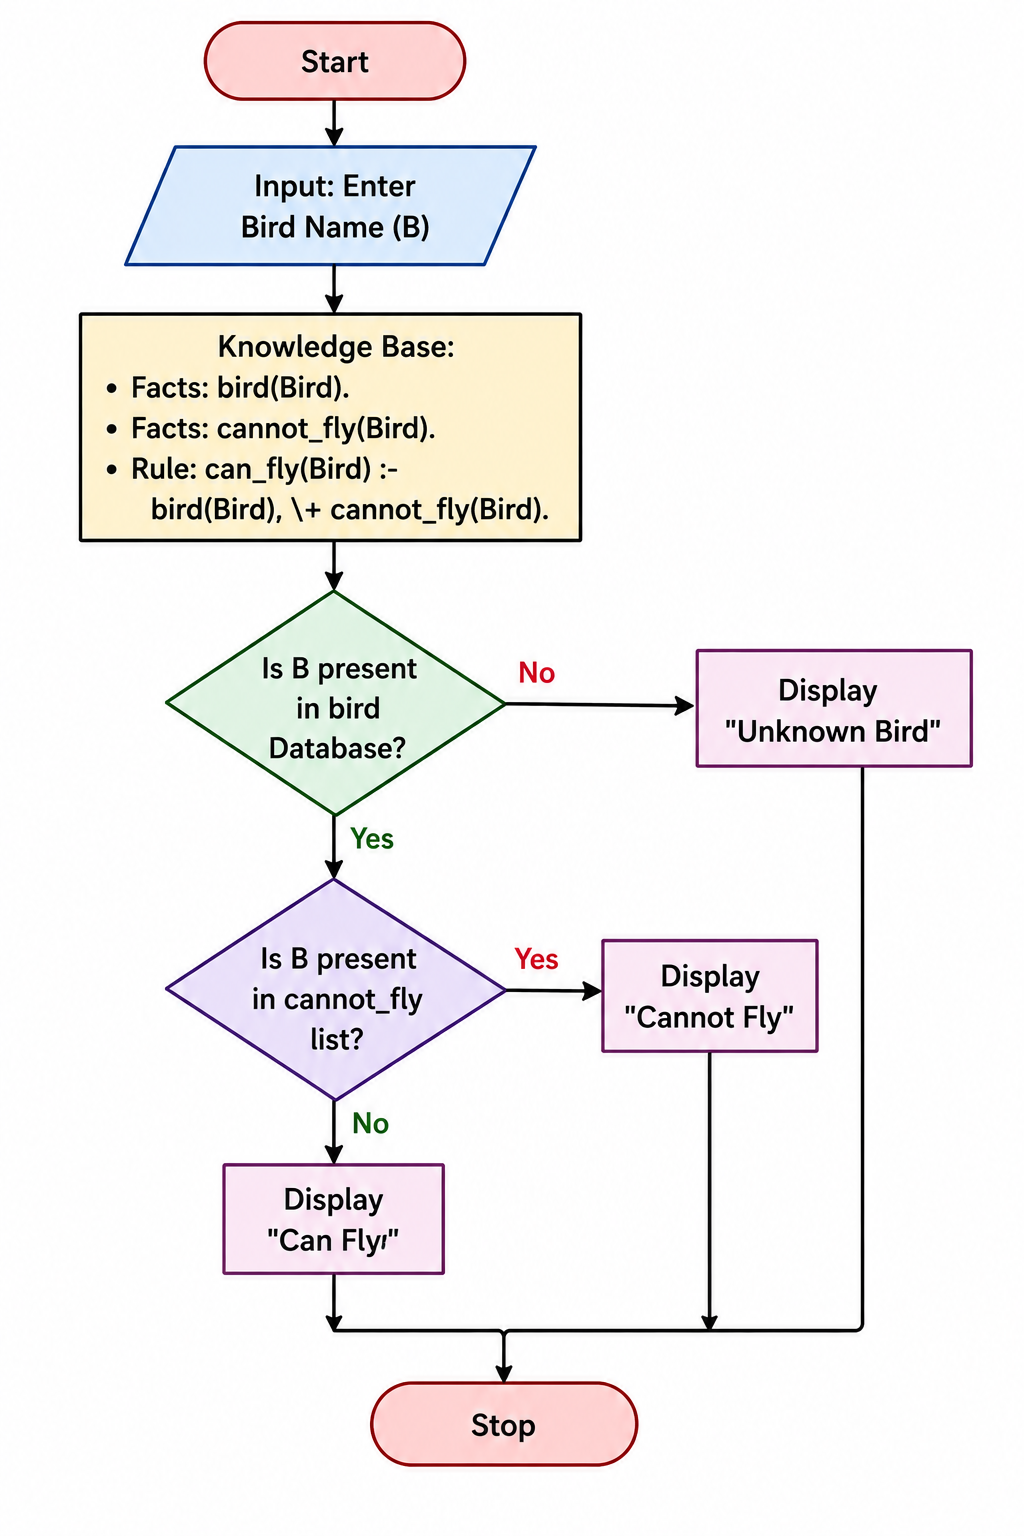 Start
Input: Enter
Bird Name (B)
Knowledge Base:
• Facts: bird(Bird).
• Facts: cannot_fly(Bird).
• Rule: can_fly(Bird) :-
bird(Bird), \+ cannot_fly(Bird).
Is B present
in bird
Database?
No
Display
"Unknown Bird"
Yes
Is B present
in cannot_fly
list?
Yes
Display
"Cannot Fly"
No
Display
"Can Fly"
Stop